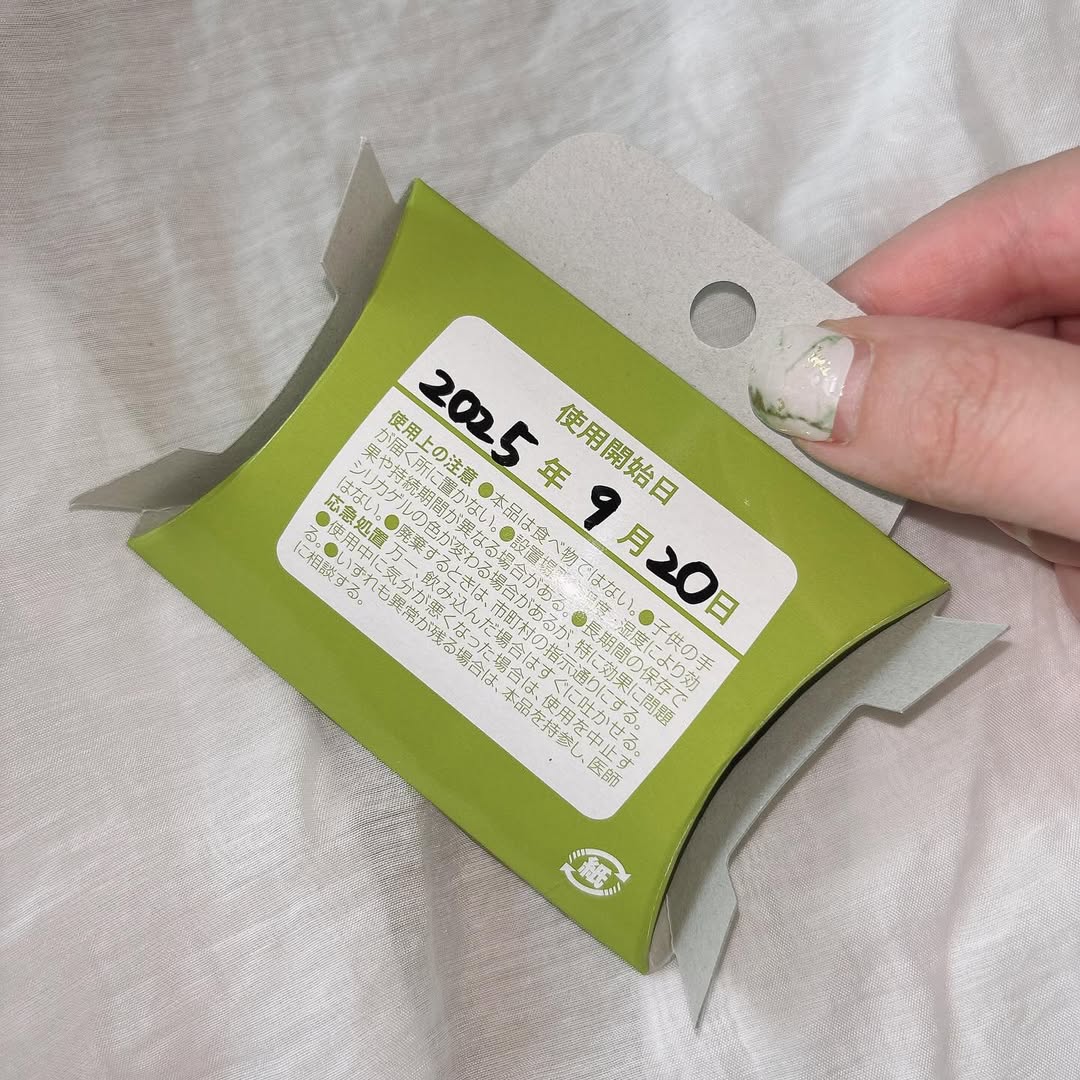 使用開始日
2025年9月20日
使用上の注意 ●本品は食べ物ではない。●子供の手
が届く所に置かない。●設置場所、温度、湿度により効
果や持続期間が異なる場合がある。●長期間の保存で
シリカゲルの色が変わる場合があるが、特に効果に問題
はない。●廃棄するときは、市町村の指示通りにする。
応急処置 万一、飲み込んだ場合はすぐに吐かせる。
●使用中に気分が悪くなった場合は、使用を中止す
る。●いずれも異常が残る場合は、本品を持参し、医師
に相談する。
紙